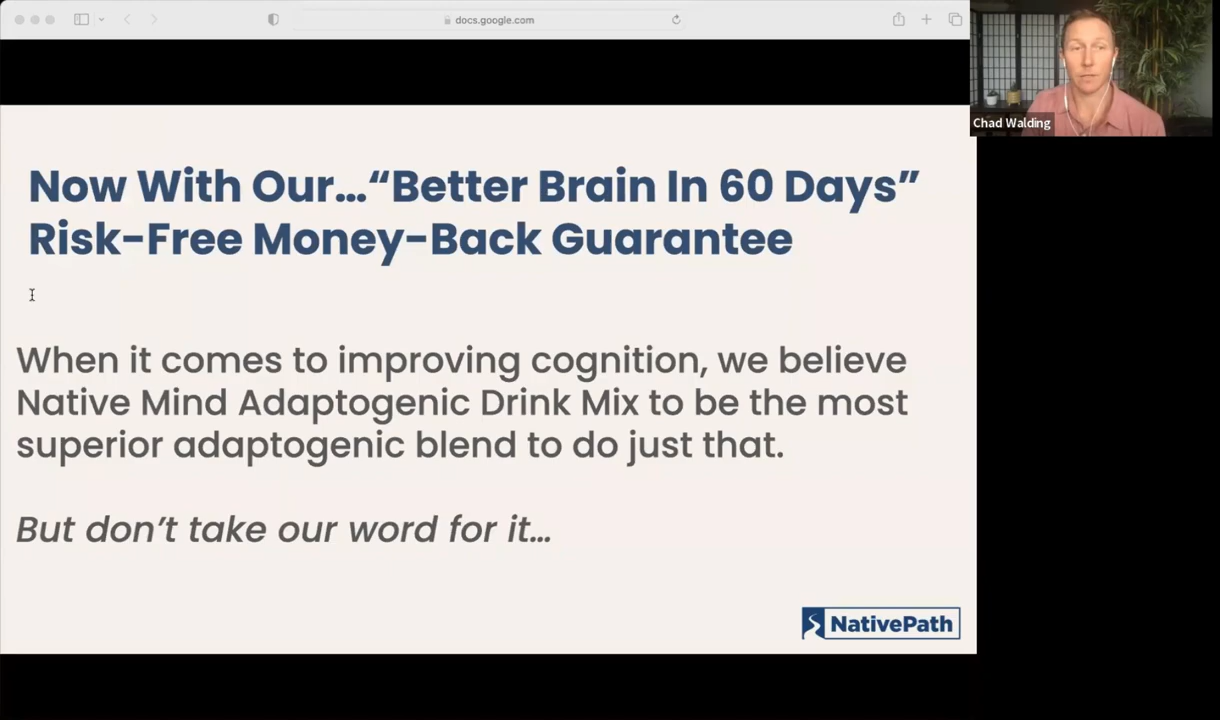 docs.google.com
Chad Walding
Now With Our...“Better Brain In 60 Days”
Risk-Free Money-Back Guarantee
When it comes to improving cognition, we believe
Native Mind Adaptogenic Drink Mix to be the most
superior adaptogenic blend to do just that.
But don’t take our word for it...
NativePath